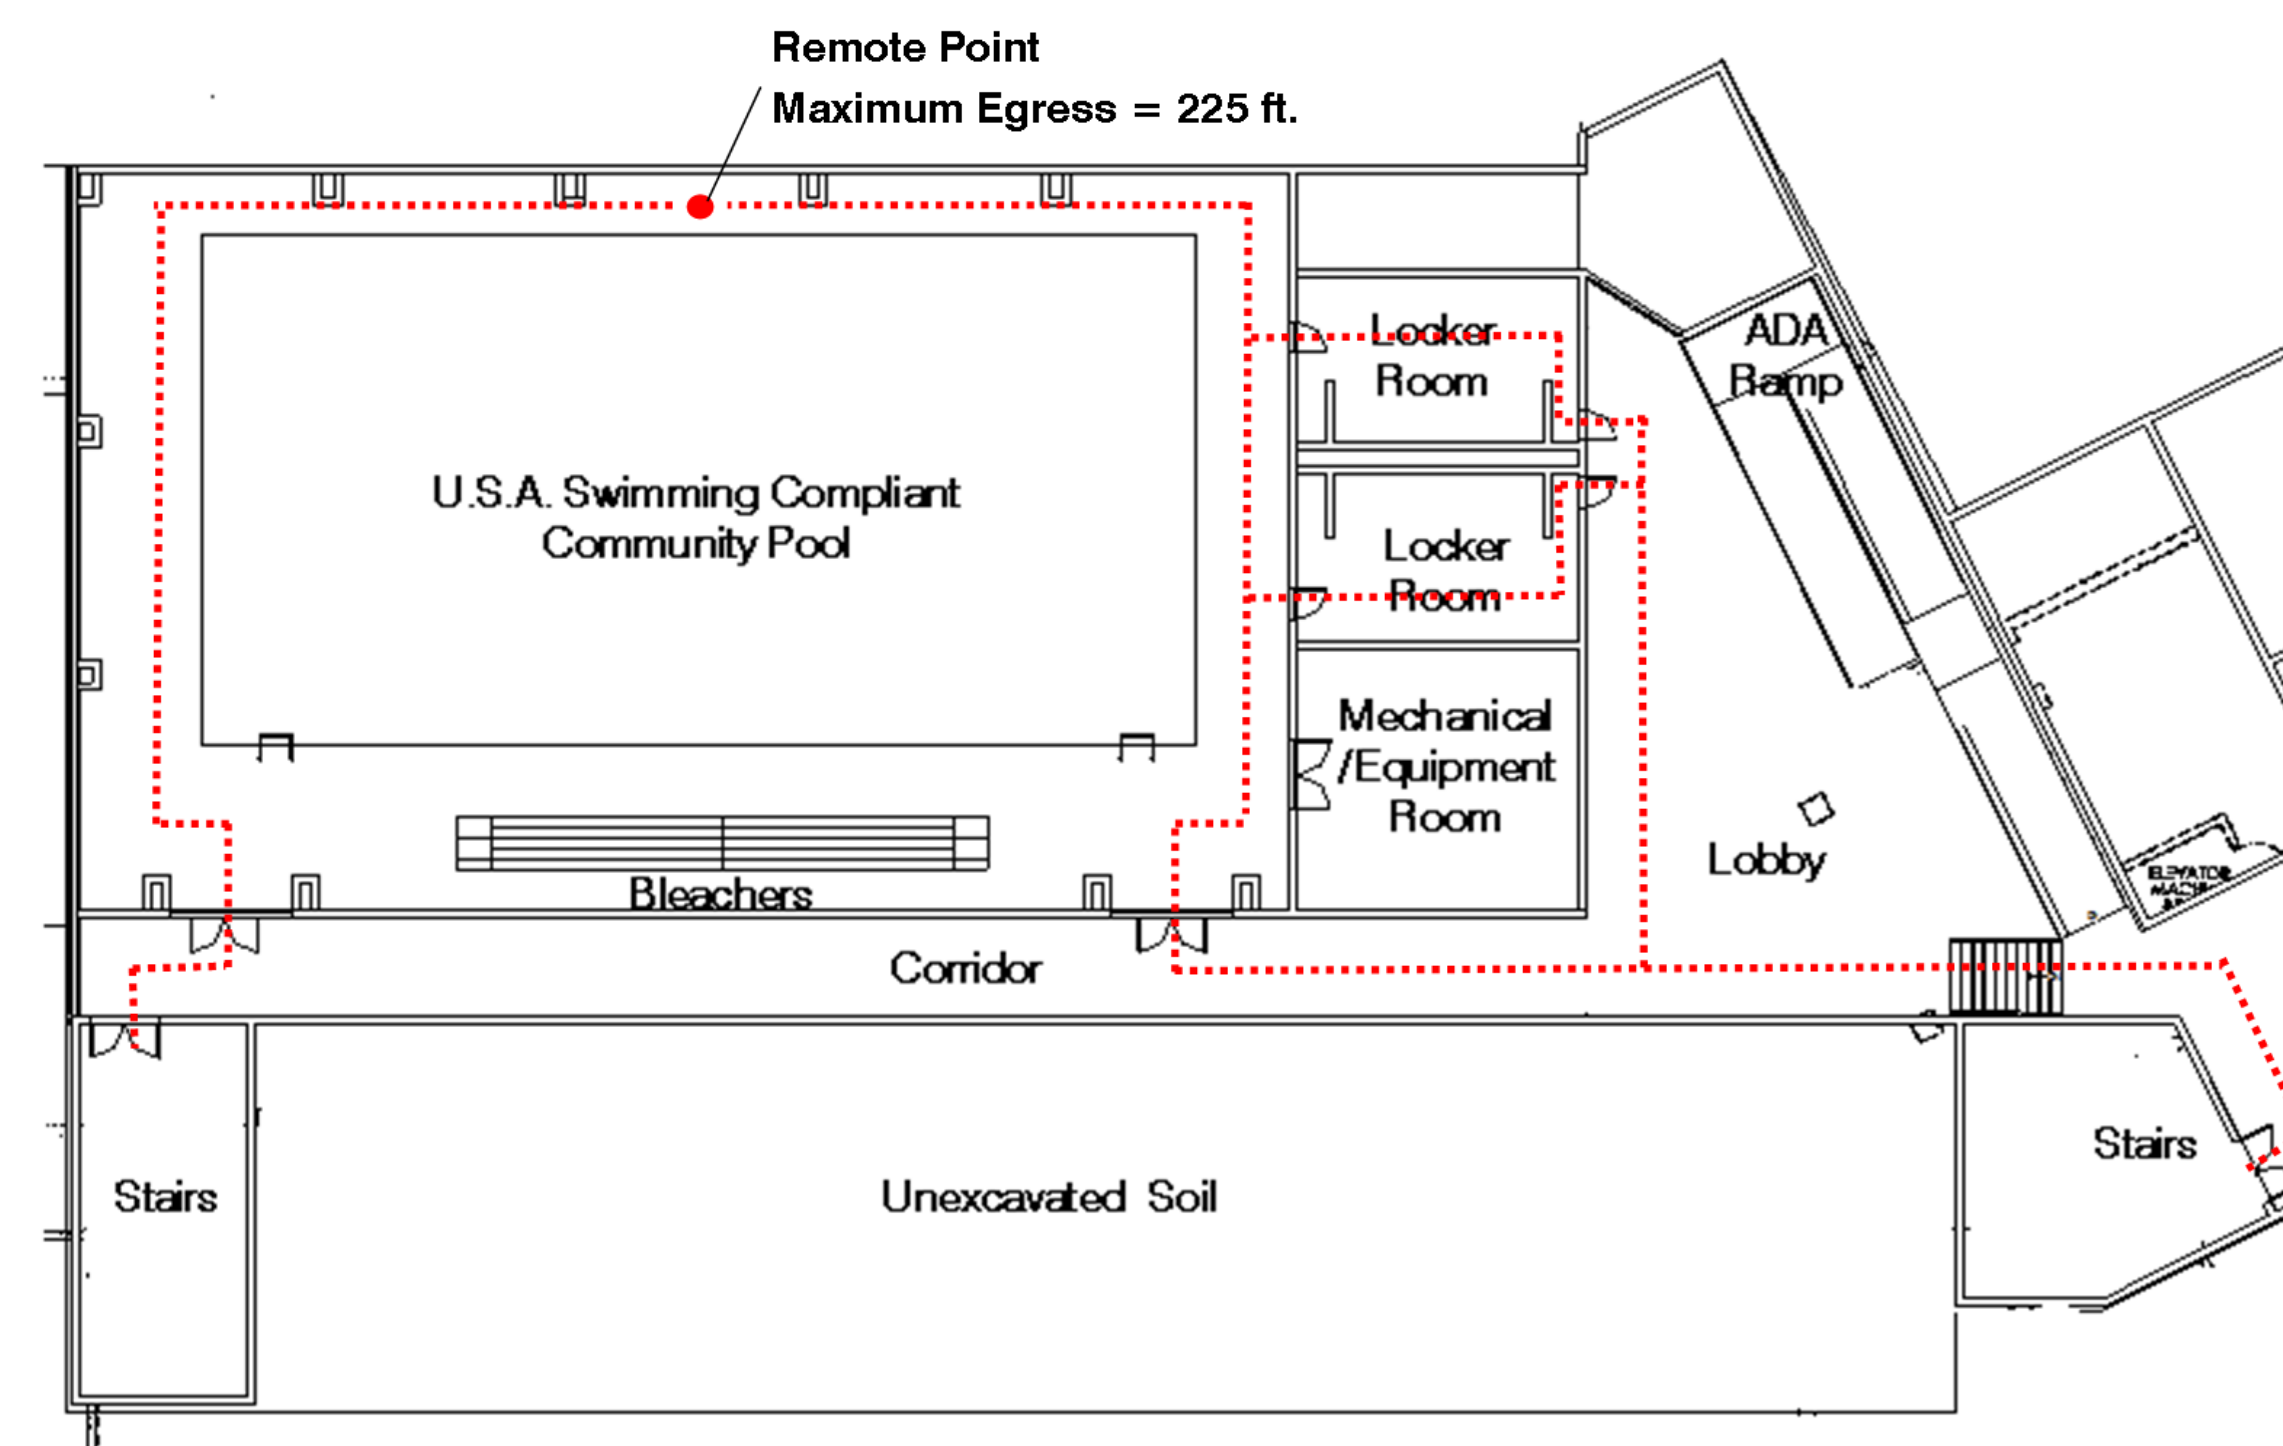 Remote Point
Maximum Egress = 225 ft.
Locker
Room
ADA
Ramp
U.S.A. Swimming Compliant
Community Pool
Locker
Room
Mechanical
/Equipment
Room
Lobby
ELEVATOR
Bleachers
Corridor
Stairs
Stairs
Unexcavated Soil